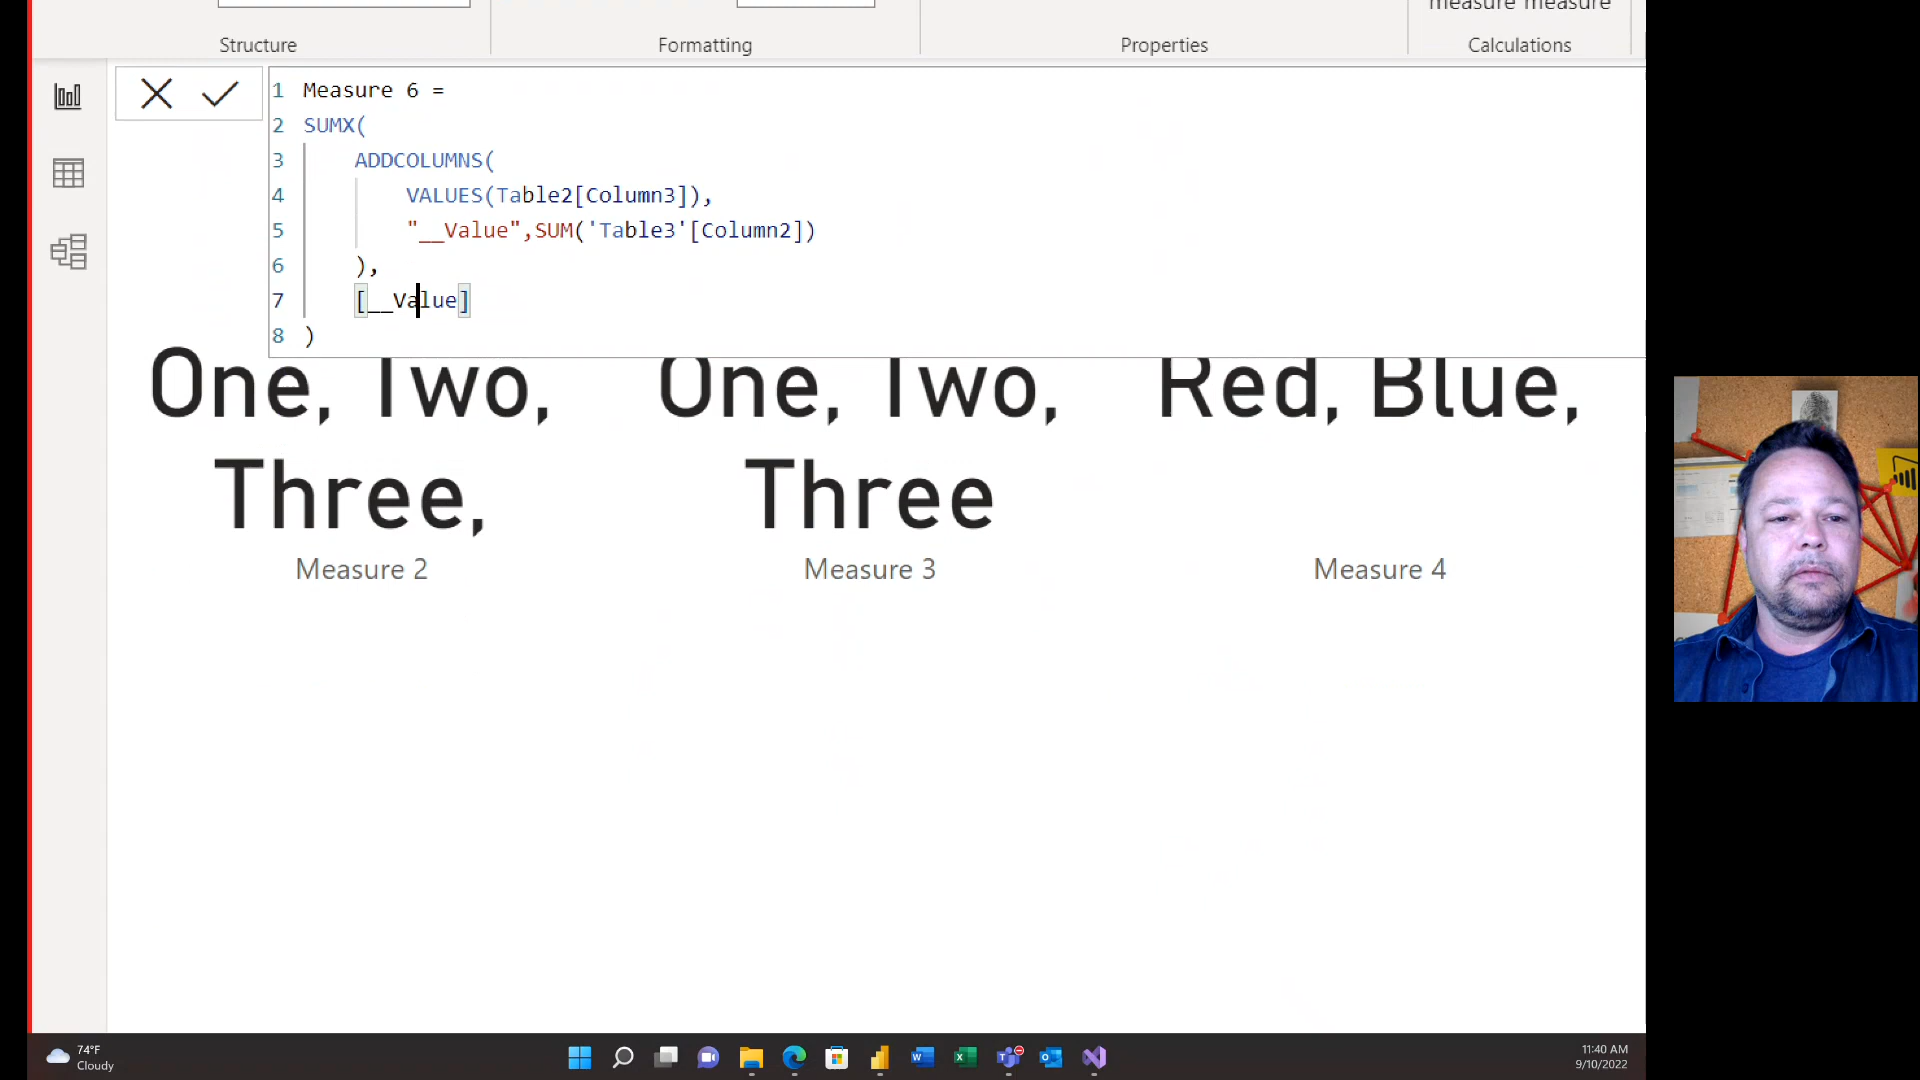 measure measure
Structure
Formatting
Properties
Calculations
1 Measure 6 =
2 SUMX(
3 ADDCOLUMNS(
4 VALUES(Table2[Column3]),
5 "__Value",SUM('Table3'[Column2])
6 ),
7 [__Value]
8 )
One, Two,
Three,
Measure 2
One, Two,
Three
Measure 3
Red, Blue,
Measure 4
74°F
Cloudy
11:40 AM
9/10/2022